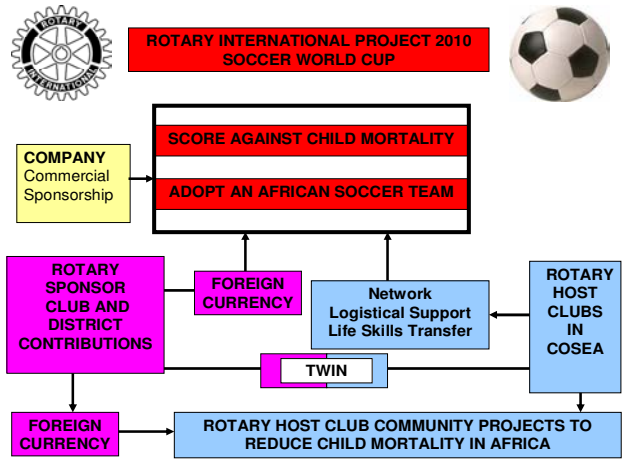 ROTARY INTERNATIONAL PROJECT 2010
SOCCER WORLD CUP
ROTARY
INTERNATIONAL
SCORE AGAINST CHILD MORTALITY
ADOPT AN AFRICAN SOCCER TEAM
COMPANY
Commercial
Sponsorship
ROTARY
SPONSOR
CLUB AND
DISTRICT
CONTRIBUTIONS
FOREIGN
CURRENCY
Network
Logistical Support
Life Skills Transfer
ROTARY
HOST
CLUBS
IN
COSEA
TWIN
FOREIGN
CURRENCY
ROTARY HOST CLUB COMMUNITY PROJECTS TO
REDUCE CHILD MORTALITY IN AFRICA